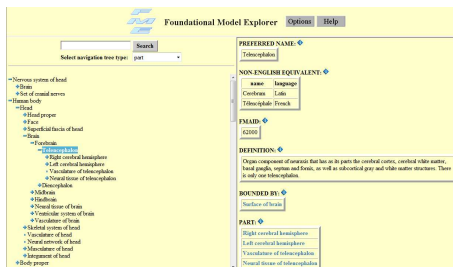 Foundational Model Explorer Options Help
Search
Select navigation tree type: part
Nervous system of head
Brain
Set of cranial nerves
Human body
Head
Head proper
Face
Superficial fascia of head
Brain
Forebrain
Telencephalon
Right cerebral hemisphere
Left cerebral hemisphere
Vasculature of telencephalon
Neural tissue of telencephalon
Diencephalon
Midbrain
Hindbrain
Neural tissue of brain
Ventricular system of brain
Vasculature of brain
Skeletal system of head
Vasculature of head
Neural network of head
Musculature of head
Integument of head
Body proper
PREFERRED NAME:
Telencephalon
NON-ENGLISH EQUIVALENT:
name language
Cerebrum Latin
Télencéphale French
FMAID:
62000
DEFINITION:
Organ component of neuraxis that has as its parts the cerebral cortex, cerebral white matter,
basal ganglia, septum and fornix, as well as subcortical gray and white matter structures. There
is only one telencephalon.
BOUNDED BY:
Surface of brain
PART:
Right cerebral hemisphere
Left cerebral hemisphere
Vasculature of telencephalon
Neural tissue of telencephalon